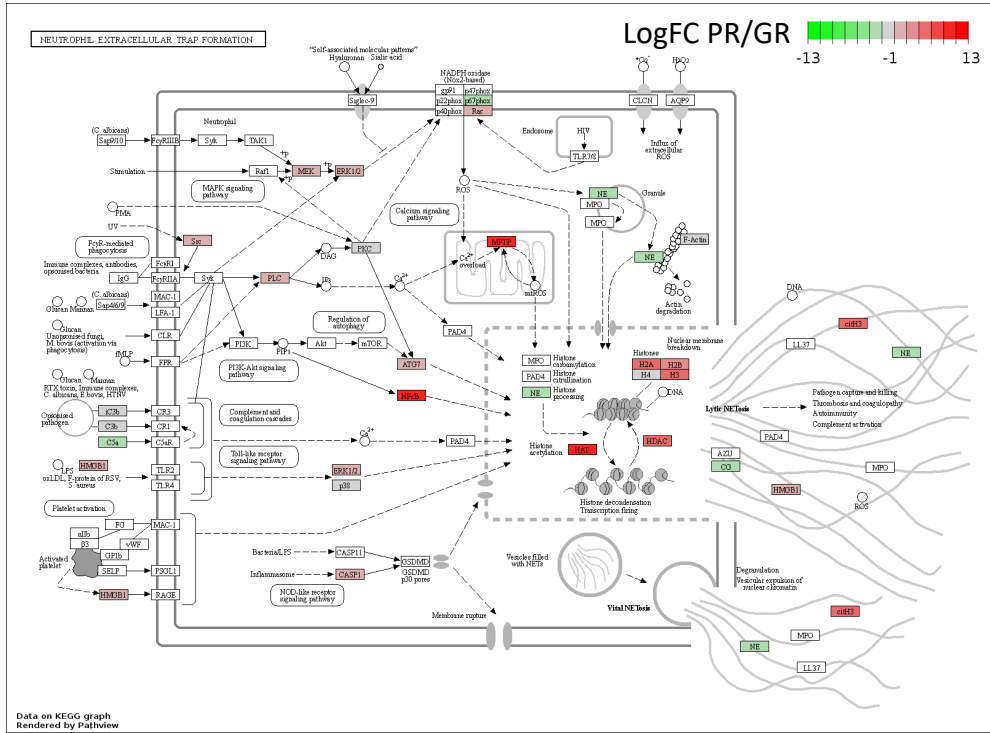 LogFC PR/GR
-13 -1 13
NEUTROPHIL EXTRACELLULAR TRAP FORMATION
"Self-associated molecular patterns"
Hyaluronan Sialic acid
NADPH oxidase
(Nox2-based)
Siglec-9
gp91 p47phox
p22phox p67phox
p40phox Rac
CLCN AQP9
H2O2
Influx of
extracellular
ROS
Endosome
HIV
TLR7/8
Neutrophil
(C. albicans)
Sap9/10 FcγRIIIB Syk TAK1
+p
+p
+p
Stimulation Raf1 MEK ERK1/2
MAPK signaling
pathway
ROS
Granule
NE
MPO
MPO
NE
F-Actin
Actin
degradation
PMA
UV
Src
Calcium signaling
pathway
FcγR-mediated
phagocytosis
DAG
PKC
MPTP
Ca2+
overload
mtROS
Immune complexes, antibodies,
opsonised bacteria
FcγRI
IgG FcγRIIA Syk PLC IP3 Ca2+
(C. albicans)
Glucan Mannan Sap4/6/9
MAC-1
LFA-1
Glucan
Unopsonised fungi,
M. bovis (activation via
phagocytosis)
CLR
fMLP
FPR
PI3K PIP3 Akt mTOR
Regulation of
autophagy
PAD4
ATG7
PI3K-Akt signaling
pathway
NFκB
Glucan Mannan
RTX toxin, Immune complexes,
C. albicans, E. bovis, HTNV
Opsonised
pathogen
iC3b CR3
C3b CR1
C5a C5aR
Complement and
coagulation cascades
Ca2+
PAD4
Toll-like receptor
signaling pathway
LPS HMGB1
oxLDL, F-protein of RSV,
S. aureus
TLR2
TLR4
ERK1/2
p38
Platelet activation
FG MAC-1
αIIb
β3 vWF
GPIb
Activated
platelet
SELP PSGL1
HMGB1 RAGE
Bacteria/LPS CASP11
Inflammasome CASP1
GSDMD
GSDMD
p30 pores
NOD-like receptor
signaling pathway
Membrane rupture
MPO Histone
carbamylation
PAD4 Histone
citrullination
NE Histone
processing
Nuclear membrane
breakdown
Histones
H2A H2B
H4 H3
DNA
Histone
acetylation
HAT
HDAC
Histone decondensation
Transcription firing
DNA
citH3
LL37
NE
Lytic NETosis
Pathogen capture and killing
Thrombosis and coagulopathy
Autoimmunity
Complement activation
PAD4
AZU
CG
MPO
HMGB1
ROS
Vesicles filled
with NETs
Vital NETosis
Degranulation
Vesicular expulsion of
nuclear chromatin
citH3
MPO
NE
LL37
Data on KEGG graph
Rendered by Pathview